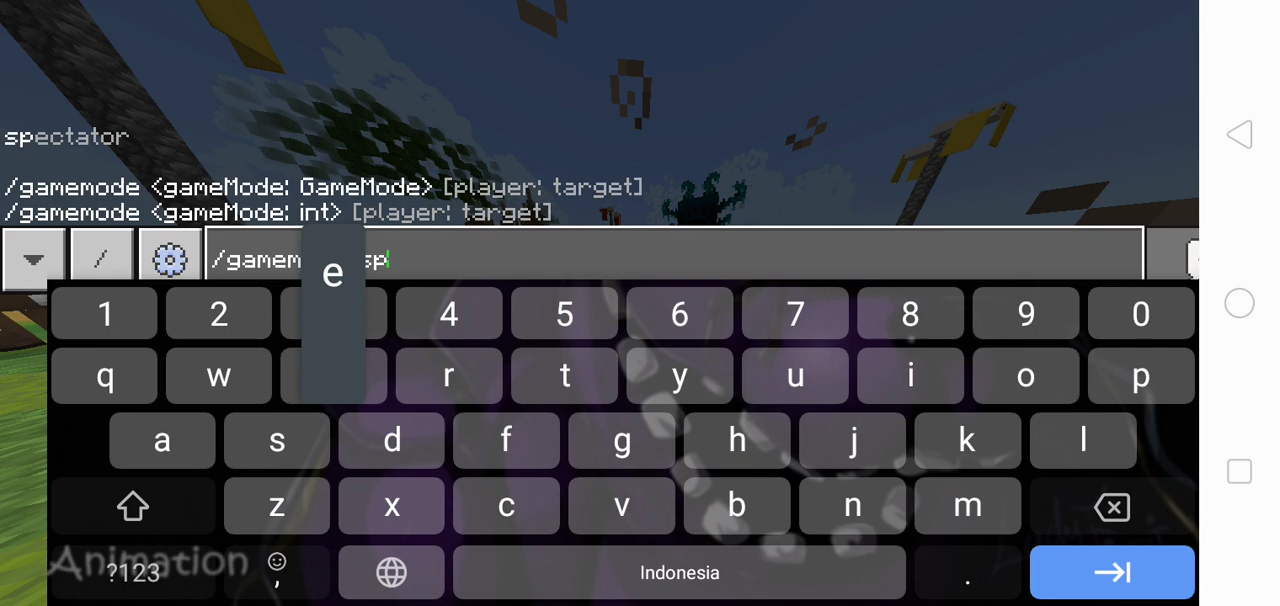 spectator
/gamemode <gameMode: GameMode> [player: target]
/gamemode <gameMode: int> [player: target]
/
/gamem sp
e
1 2 4 5 6 7 8 9 0
q w r t y u i o p
a s d f g h j k l
z x c v b n m
Animation
?123 , Indonesia .